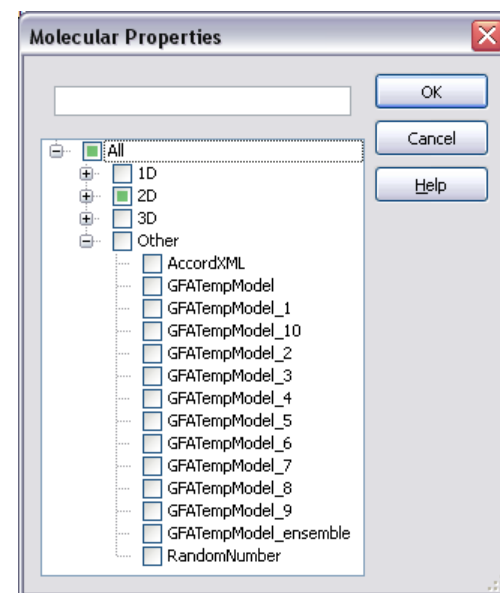 Molecular Properties
OK
Cancel
Help
All
1D
2D
3D
Other
AccordXML
GFATempModel
GFATempModel_1
GFATempModel_10
GFATempModel_2
GFATempModel_3
GFATempModel_4
GFATempModel_5
GFATempModel_6
GFATempModel_7
GFATempModel_8
GFATempModel_9
GFATempModel_ensemble
RandomNumber